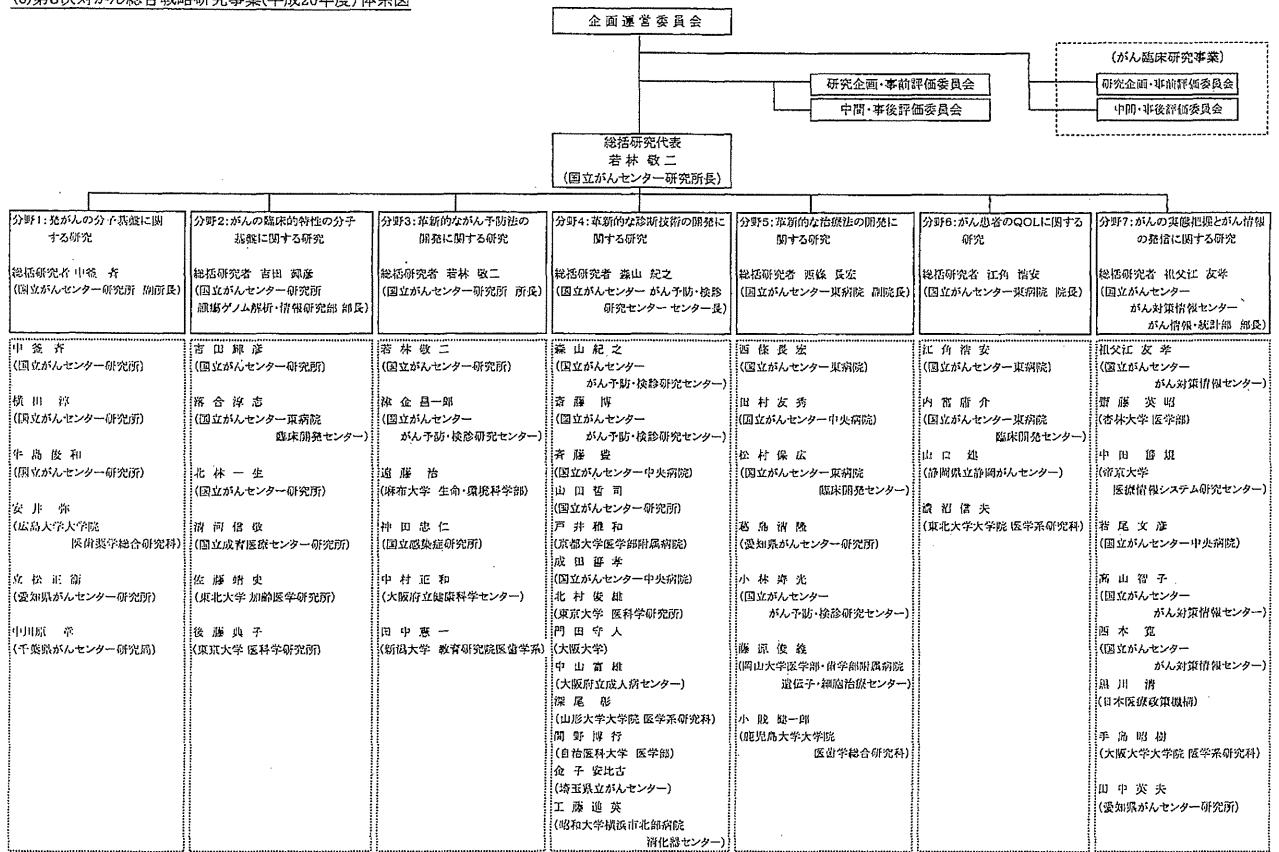 (3)第3次対がん総合戦略研究事業(平成20年度)体系図
企画運営委員会
(がん臨床研究事業)
研究企画・事前評価委員会
中間・事後評価委員会
研究企画・事前評価委員会
中間・事後評価委員会
総括研究代表
若林 敬二
(国立がんセンター研究所長)
分野1:発がんの分子基盤に関
する研究
総括研究者 中釜 斉
(国立がんセンター研究所 副所長)
中釜 斉
(国立がんセンター研究所)
横田 淳
(国立がんセンター研究所)
牛島俊和
(国立がんセンター研究所)
安井 弥
(広島大学大学院
医歯薬学総合研究科)
立松正衞
(愛知県がんセンター研究所)
中川原 章
(千葉県がんセンター研究局)
分野2:がんの臨床的特性の分子
基盤に関する研究
総括研究者 吉田 輝彦
(国立がんセンター研究所
腫瘍ゲノム解析・情報研究部 部長)
吉田 輝彦
(国立がんセンター研究所)
落合淳志
(国立がんセンター東病院
臨床開発センター)
北林一生
(国立がんセンター研究所)
清河信敬
(国立成育医療センター研究所)
佐藤靖史
(東北大学 加齢医学研究所)
後藤典子
(東京大学 医科学研究所)
分野3:革新的ながん予防法の
開発に関する研究
総括研究者 若林 敬二
(国立がんセンター研究所 所長)
若林敬二
(国立がんセンター研究所)
津金昌一郎
(国立がんセンター
がん予防・検診研究センター)
遠藤 治
(麻布大学 生命・環境科学部)
神田忠仁
(国立感染症研究所)
中村正和
(大阪府立健康科学センター)
田中憲一
(新潟大学 教育研究院医歯学系)
分野4:革新的な診断技術の開発に
関する研究
総括研究者 森山 紀之
(国立がんセンター がん予防・検診
研究センター センター長)
森山紀之
(国立がんセンター
がん予防・検診研究センター)
斎藤 博
(国立がんセンター
がん予防・検診研究センター)
斉藤 豊
(国立がんセンター中央病院)
山田哲司
(国立がんセンター研究所)
戸井雅和
(京都大学医学部附属病院)
成田善孝
(国立がんセンター中央病院)
北村俊雄
(東京大学 医科学研究所)
門田守人
(大阪大学)
中山富雄
(大阪府立成人病センター)
深尾 彰
(山形大学大学院 医学系研究科)
間野博行
(自治医科大学 医学部)
金子安比古
(埼玉県立がんセンター)
工藤進英
(昭和大学横浜市北部病院
消化器センター)
分野5:革新的な治療法の開発に
関する研究
総括研究者 西條 長宏
(国立がんセンター東病院 副院長)
西條長宏
(国立がんセンター東病院)
田村友秀
(国立がんセンター中央病院)
松村保広
(国立がんセンター東病院
臨床開発センター)
葛島清隆
(愛知県がんセンター研究所)
小林寿光
(国立がんセンター
がん予防・検診研究センター)
藤原俊義
(岡山大学医学部・歯学部附属病院
遺伝子・細胞治療センター)
小戝健一郎
(鹿児島大学大学院
医歯学総合研究科)
分野6:がん患者のQOLに関する
研究
総括研究者 江角 浩安
(国立がんセンター東病院 院長)
江角浩安
(国立がんセンター東病院)
内富庸介
(国立がんセンター東病院
臨床開発センター)
山口 建
(静岡県立静岡がんセンター)
濃沼信夫
(東北大学大学院 医学系研究科)
分野7:がんの実態把握とがん情報
の発信に関する研究
総括研究者 祖父江 友孝
(国立がんセンター
がん対策情報センター
がん情報・統計部 部長)
祖父江 友孝
(国立がんセンター
がん対策情報センター)
齋藤英昭
(杏林大学 医学部)
中田善規
(帝京大学
医療情報システム研究センター)
若尾文彦
(国立がんセンター中央病院)
高山智子
(国立がんセンター
がん対策情報センター)
西本 寛
(国立がんセンター
がん対策情報センター)
黒川 清
(日本医療政策機構)
手島昭樹
(大阪大学大学院 医学系研究科)
田中英夫
(愛知県がんセンター研究所)